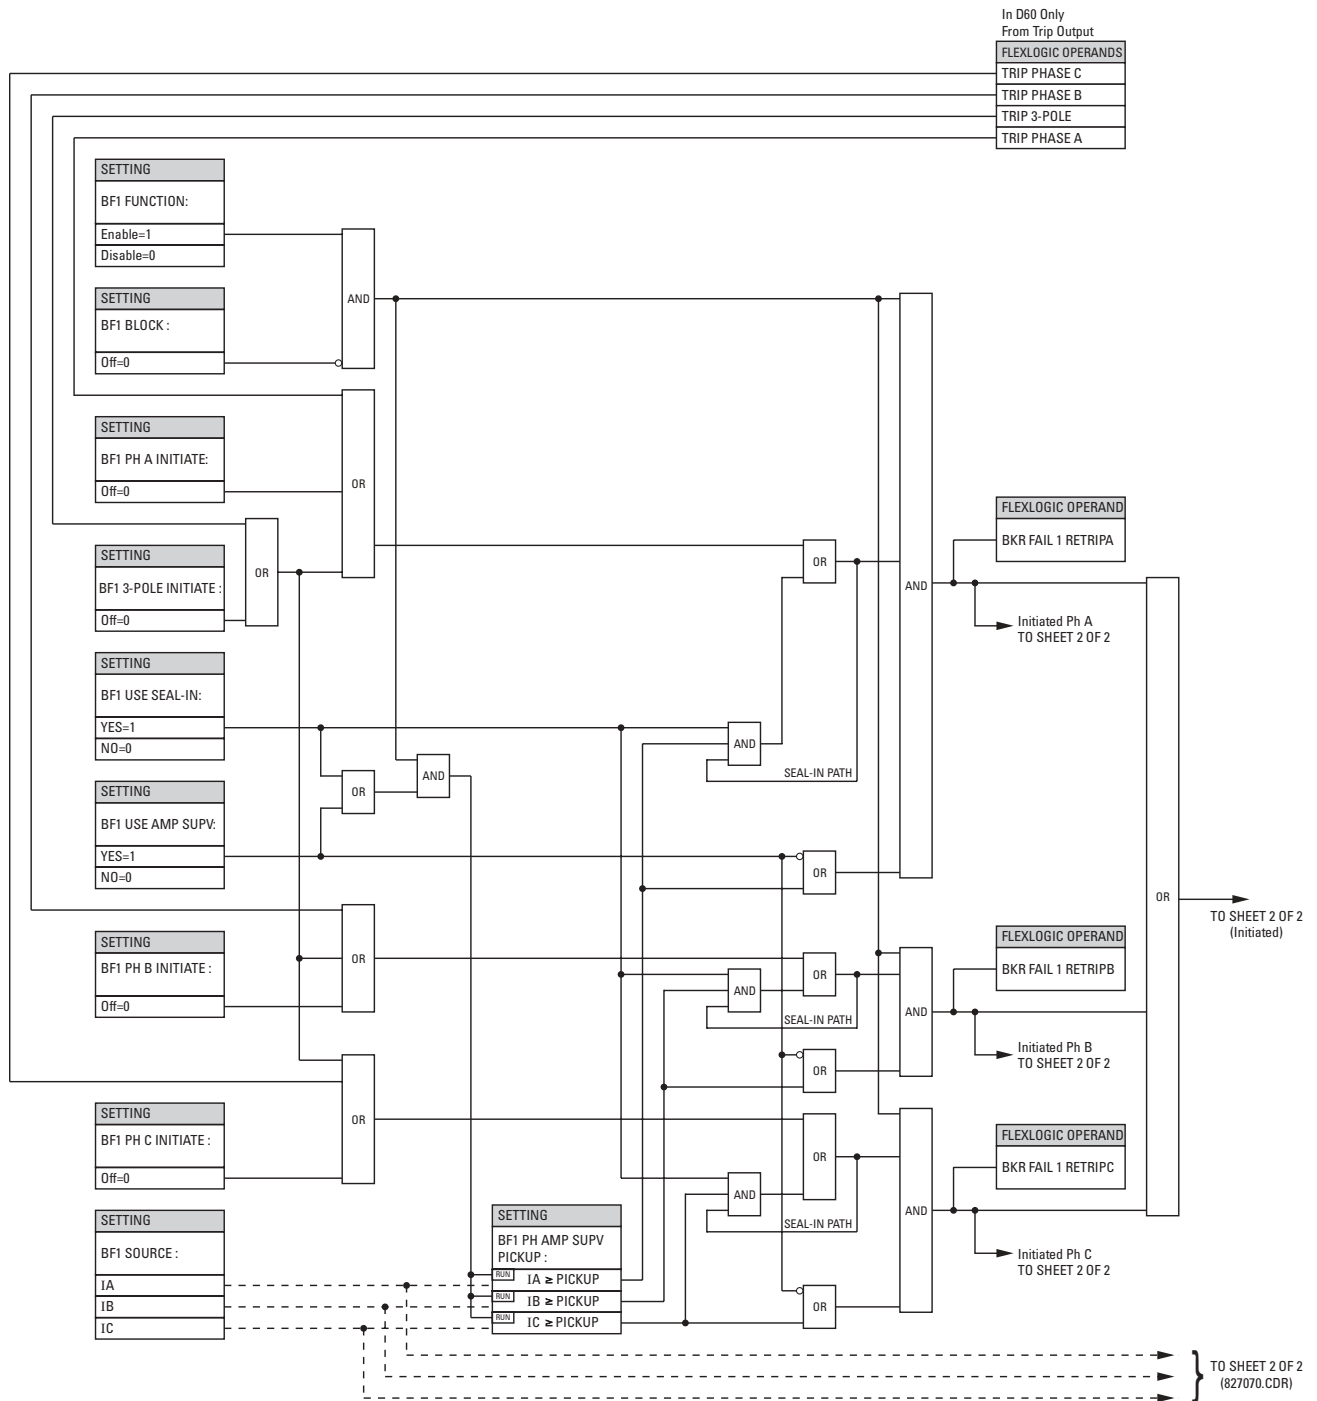 In D60 Only
From Trip Output
FLEXLOGIC OPERANDS
TRIP PHASE C
TRIP PHASE B
TRIP 3-POLE
TRIP PHASE A
SETTING
BF1 FUNCTION:
Enable=1
Disable=0
SETTING
BF1 BLOCK :
Off=0
AND
SETTING
BF1 PH A INITIATE:
Off=0
OR
SETTING
BF1 3-POLE INITIATE :
Off=0
OR
OR
AND
FLEXLOGIC OPERAND
BKR FAIL 1 RETRIPA
Initiated Ph A
TO SHEET 2 OF 2
SETTING
BF1 USE SEAL-IN:
YES=1
NO=0
AND
SEAL-IN PATH
AND
OR
SETTING
BF1 USE AMP SUPV:
YES=1
NO=0
OR
OR
TO SHEET 2 OF 2
(Initiated)
SETTING
BF1 PH B INITIATE :
Off=0
OR
OR
AND
SEAL-IN PATH
AND
OR
FLEXLOGIC OPERAND
BKR FAIL 1 RETRIPB
Initiated Ph B
TO SHEET 2 OF 2
SETTING
BF1 PH C INITIATE :
Off=0
OR
OR
AND
SEAL-IN PATH
AND
FLEXLOGIC OPERAND
BKR FAIL 1 RETRIPC
Initiated Ph C
TO SHEET 2 OF 2
SETTING
BF1 SOURCE :
IA
IB
IC
SETTING
BF1 PH AMP SUPV
PICKUP :
RUN IA ≥ PICKUP
RUN IB ≥ PICKUP
RUN IC ≥ PICKUP
OR
TO SHEET 2 OF 2
(827070.CDR)